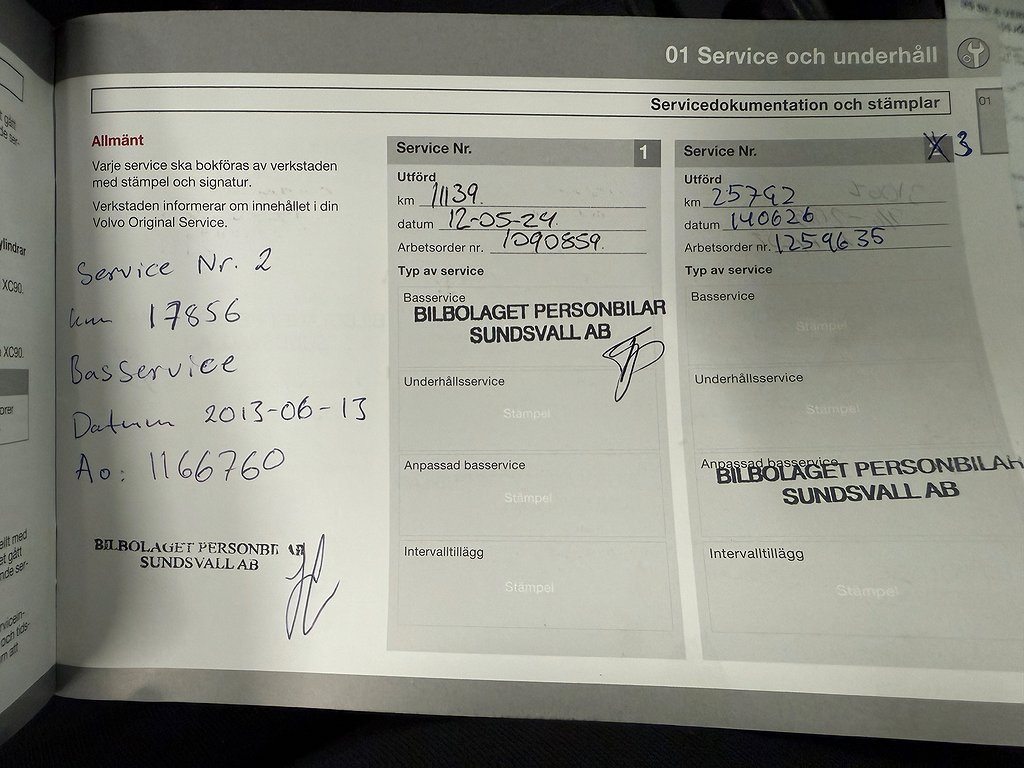 01 Service och underhåll
Servicedokumentation och stämplar
01
Allmänt
Varje service ska bokföras av verkstaden
med stämpel och signatur.
Verkstaden informerar om innehållet i din
Volvo Original Service.
Service Nr. 2
km 17856
Basservice
Datum 2013-06-13
Ao: 1166760
BILBOLAGET PERSONBI AB
SUNDSVALL AB
Service Nr. 1
Utförd
km 11139
datum 12-05-24
Arbetsorder nr. 1090859
Typ av service
Basservice
BILBOLAGET PERSONBILAR
SUNDSVALL AB
Underhållsservice
Stämpel
Anpassad basservice
Stämpel
Intervalltillägg
Stämpel
Service Nr. 3
Utförd
km 25792
datum 140626
Arbetsorder nr. 1259635
Typ av service
Basservice
Stämpel
Underhållsservice
Stämpel
Anpassad basservice
BILBOLAGET PERSONBILAR
SUNDSVALL AB
Intervalltillägg
Stämpel
XC90.
XC90.